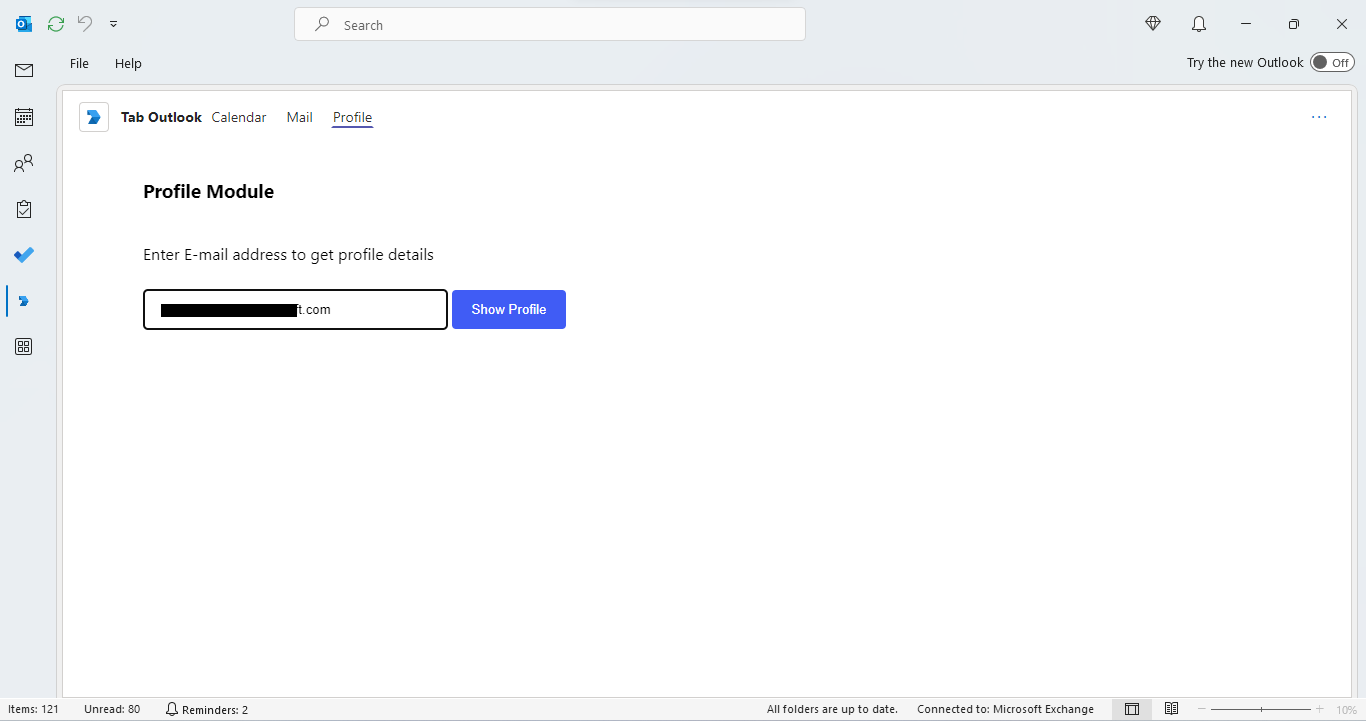 Search
File Help
Try the new Outlook Off
Tab Outlook Calendar Mail Profile
Profile Module
Enter E-mail address to get profile details
t.com Show Profile
Items: 121 Unread: 80 Reminders: 2 All folders are up to date. Connected to: Microsoft Exchange 10%